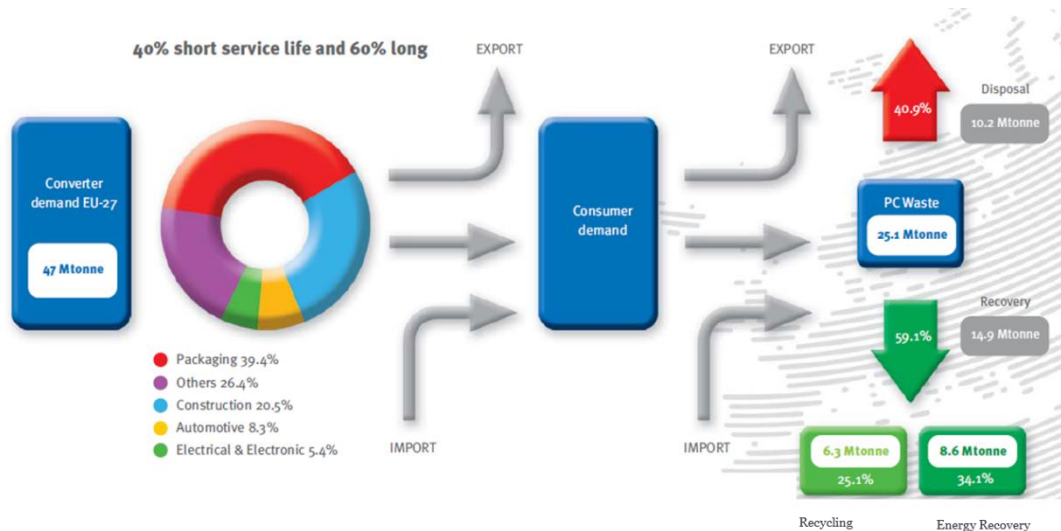 40% short service life and 60% long
Converter
demand EU-27
47 Mtonne
Packaging 39.4%
Others 26.4%
Construction 20.5%
Automotive 8.3%
Electrical & Electronic 5.4%
EXPORT
IMPORT
Consumer
demand
EXPORT
IMPORT
40.9%
Disposal
10.2 Mtonne
PC Waste
25.1 Mtonne
59.1%
Recovery
14.9 Mtonne
6.3 Mtonne
25.1%
8.6 Mtonne
34.1%
Recycling
Energy Recovery